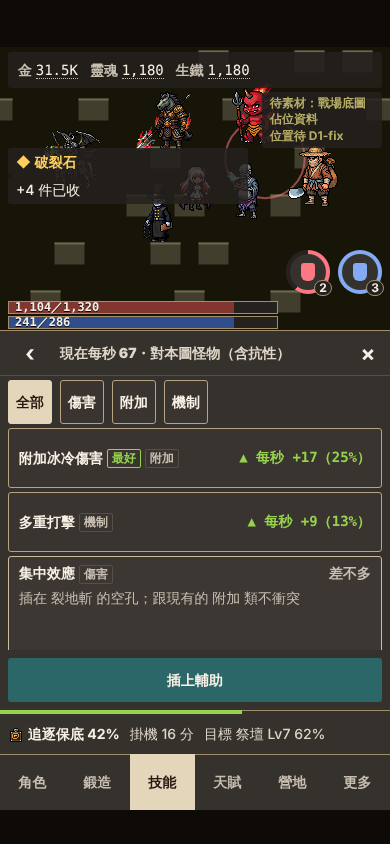 金 31.5K 靈魂 1,180 生鐵 1,180
待素材：戰場底圖
佔位資料
位置待 D1-fix
◆ 破裂石
+4 件已收
2
3
1,104／1,320
241／286
‹ 現在每秒 67・對本圖怪物（含抗性） ×
全部 傷害 附加 機制
附加冰冷傷害 最好 附加 ▲ 每秒 +17（25%）
多重打擊 機制 ▲ 每秒 +9（13%）
集中效應 傷害 差不多
插在 裂地斬 的空孔；跟現有的 附加 類不衝突
插上輔助
追逐保底 42% 掛機 16 分 目標 祭壇 Lv7 62%
角色 鍛造 技能 天賦 營地 更多